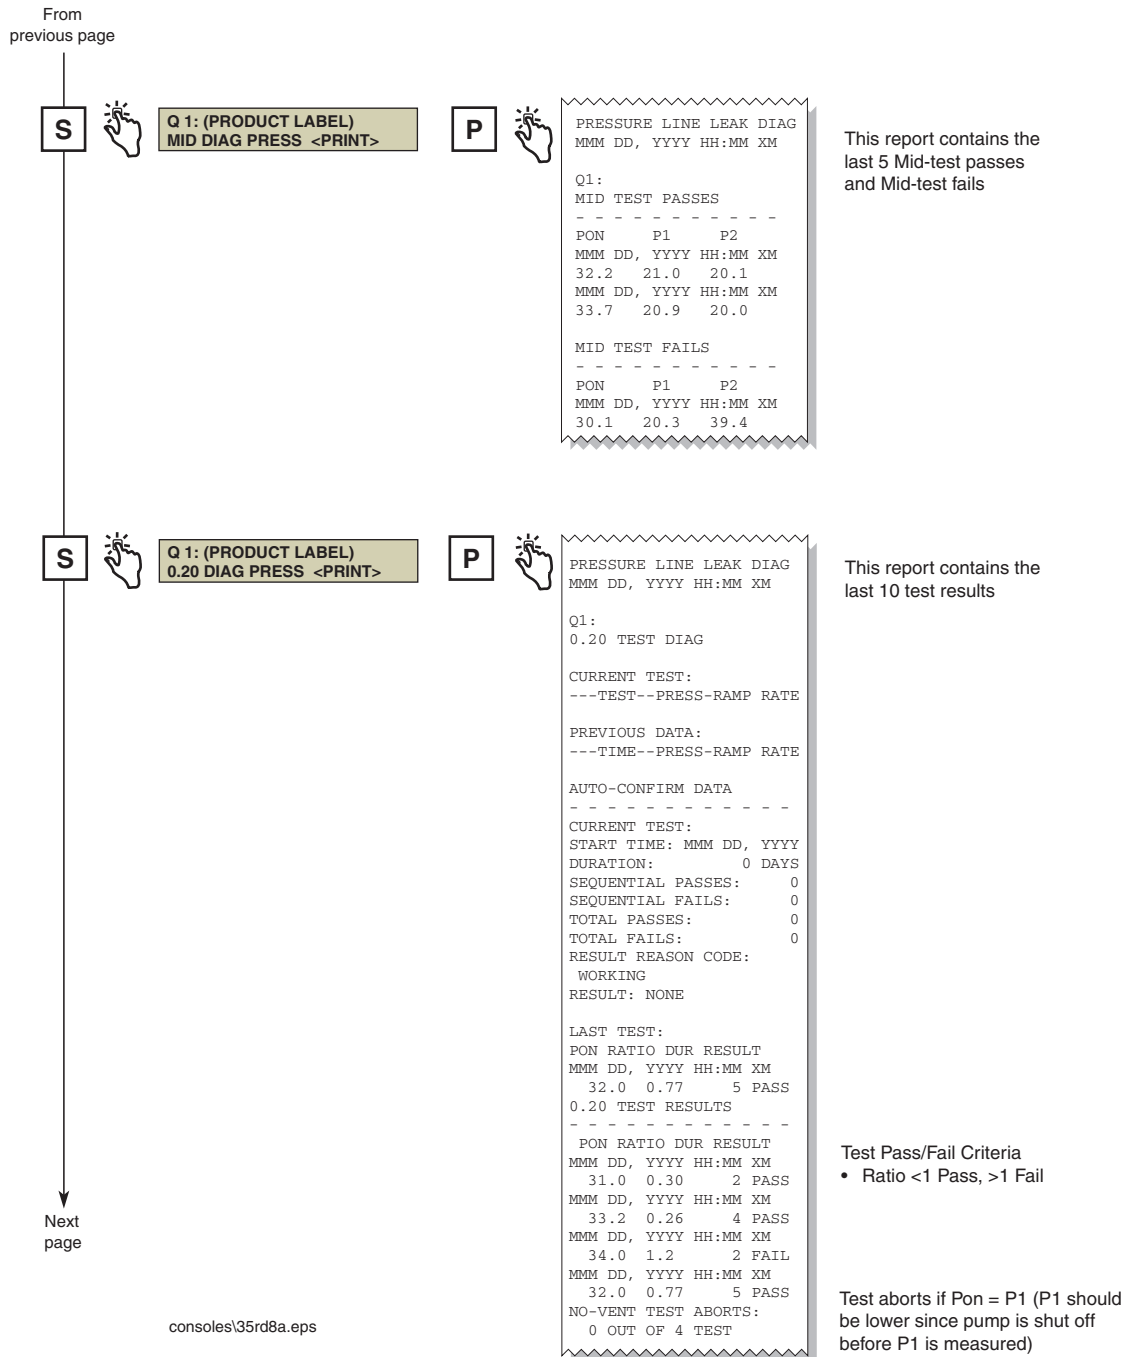 From
previous page
S
Q 1: (PRODUCT LABEL)
MID DIAG PRESS <PRINT>
P
PRESSURE LINE LEAK DIAG
MMM DD, YYYY HH:MM XM
Q1:
MID TEST PASSES
- - - - - - - - - - -
PON P1 P2
MMM DD, YYYY HH:MM XM
32.2 21.0 20.1
MMM DD, YYYY HH:MM XM
33.7 20.9 20.0
MID TEST FAILS
- - - - - - - - - - -
PON P1 P2
MMM DD, YYYY HH:MM XM
30.1 20.3 39.4
This report contains the
last 5 Mid-test passes
and Mid-test fails
S
Q 1: (PRODUCT LABEL)
0.20 DIAG PRESS <PRINT>
P
PRESSURE LINE LEAK DIAG
MMM DD, YYYY HH:MM XM
Q1:
0.20 TEST DIAG
CURRENT TEST:
---TEST--PRESS-RAMP RATE
PREVIOUS DATA:
---TIME--PRESS-RAMP RATE
AUTO-CONFIRM DATA
- - - - - - - - - - - -
CURRENT TEST:
START TIME: MMM DD, YYYY
DURATION: 0 DAYS
SEQUENTIAL PASSES: 0
SEQUENTIAL FAILS: 0
TOTAL PASSES: 0
TOTAL FAILS: 0
RESULT REASON CODE:
WORKING
RESULT: NONE
LAST TEST:
PON RATIO DUR RESULT
MMM DD, YYYY HH:MM XM
32.0 0.77 5 PASS
0.20 TEST RESULTS
- - - - - - - - - - - -
PON RATIO DUR RESULT
MMM DD, YYYY HH:MM XM
31.0 0.30 2 PASS
MMM DD, YYYY HH:MM XM
33.2 0.26 4 PASS
MMM DD, YYYY HH:MM XM
34.0 1.2 2 FAIL
MMM DD, YYYY HH:MM XM
32.0 0.77 5 PASS
NO-VENT TEST ABORTS:
0 OUT OF 4 TEST
This report contains the
last 10 test results
Test Pass/Fail Criteria
• Ratio <1 Pass, >1 Fail
Test aborts if Pon = P1 (P1 should
be lower since pump is shut off
before P1 is measured)
Next
page
consoles\35rd8a.eps